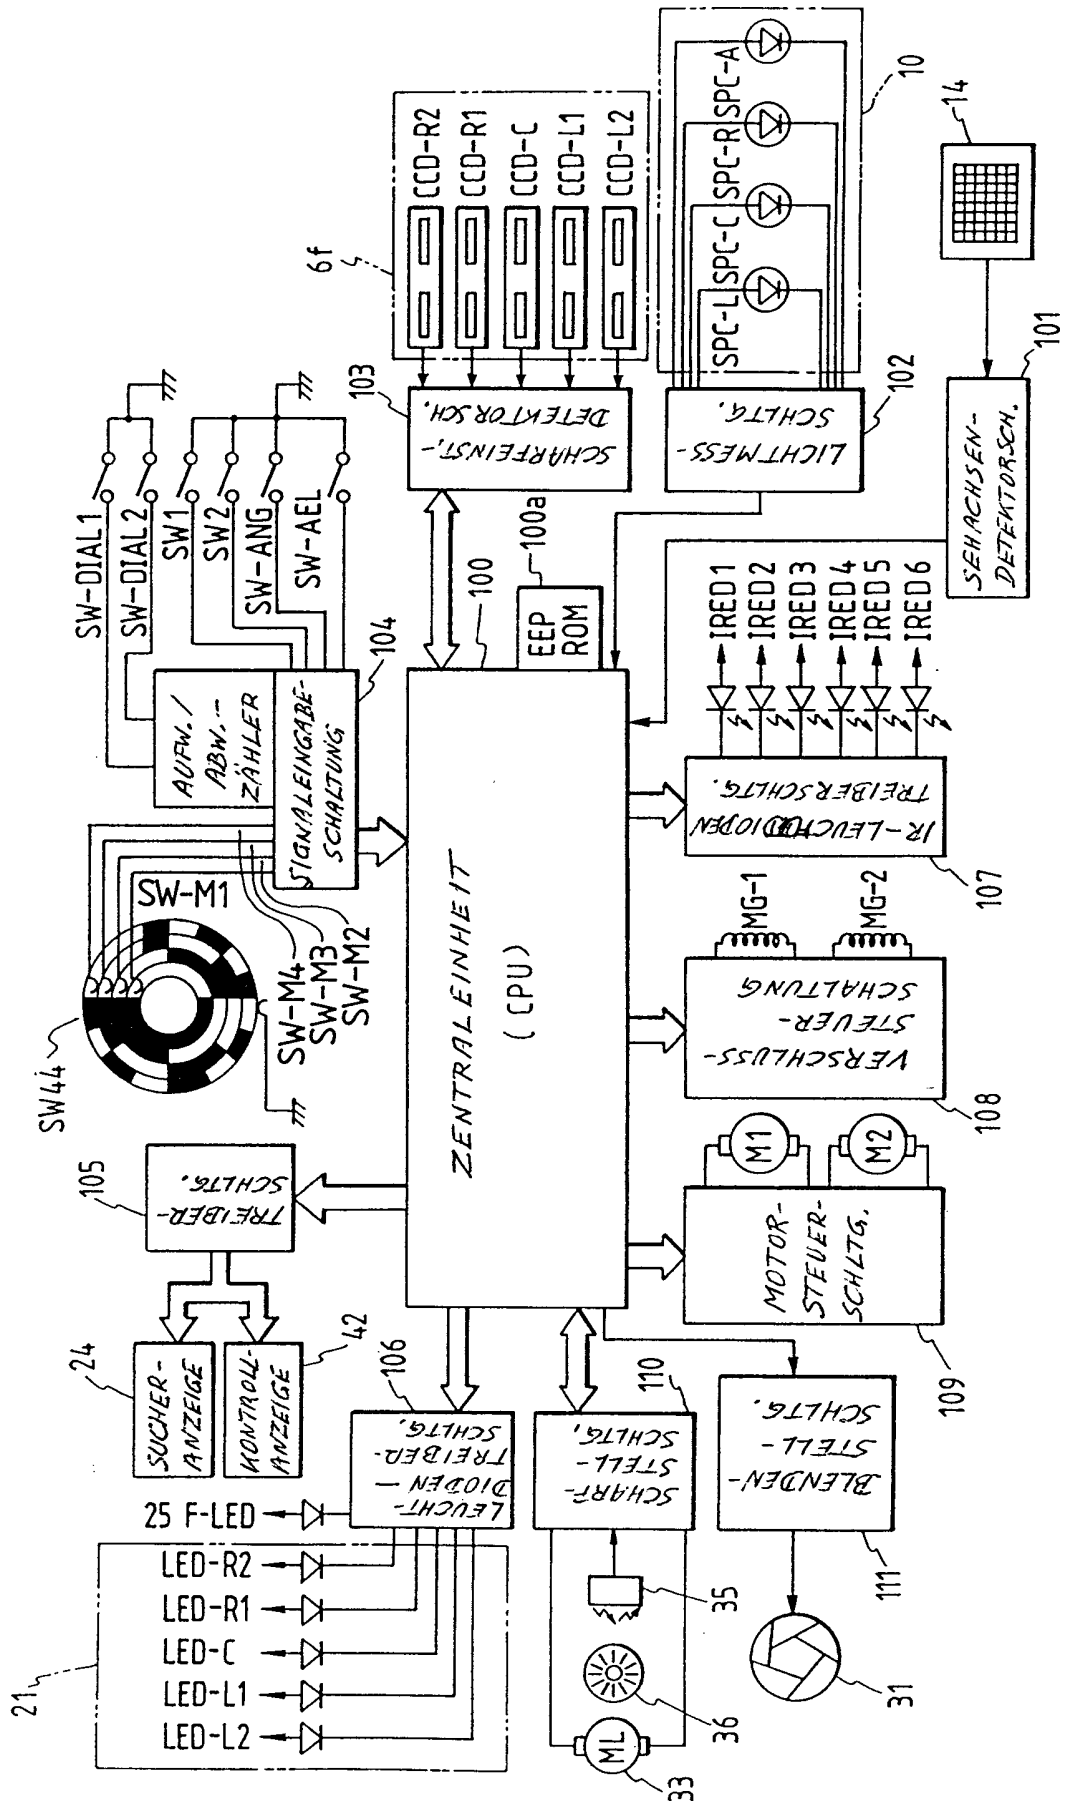 SW44
SW-M1
SW-M4
SW-M3
SW-M2
SW-DIAL1
SW-DIAL2
SW1
SW2
SW-ANG
SW-AEL
AUFW./
ABW.-
ZÄHLER
SIGNALEINGABE-
SCHALTUNG
104
6f
CCD-R2
CCD-R1
CCD-C
CCD-L1
CCD-L2
103
SCHARFEINST.-
DETEKTORSCH.
SPC-L
SPC-C
SPC-R
SPC-A
10
LICHTMESS-
SCHLTG.
102
14
SEHACHSEN-
DETEKTORSCH.
101
100
EEP
ROM
100a
ZENTRALEINHEIT
(CPU)
105
TREIBER-
SCHLTG.
24
SUCHER-
ANZEIGE
KONTROLL-
ANZEIGE
42
106
LEUCHT-
DIODEN-
TREIBER-
SCHLTG.
25 F-LED
LED-R2
LED-R1
LED-C
LED-L1
LED-L2
21
110
SCHARF-
STELL-
SCHLTG.
35
36
ML
33
BLENDEN-
STELL-
SCHLTG.
111
31
MOTOR-
STEUER-
SCHLTG.
109
M1
M2
VERSCHLUSS-
STEUER-
SCHALTUNG
108
MG-1
MG-2
IR-LEUCHTDIODEN
TREIBERSCHLTG.
107
IRED1
IRED2
IRED3
IRED4
IRED5
IRED6